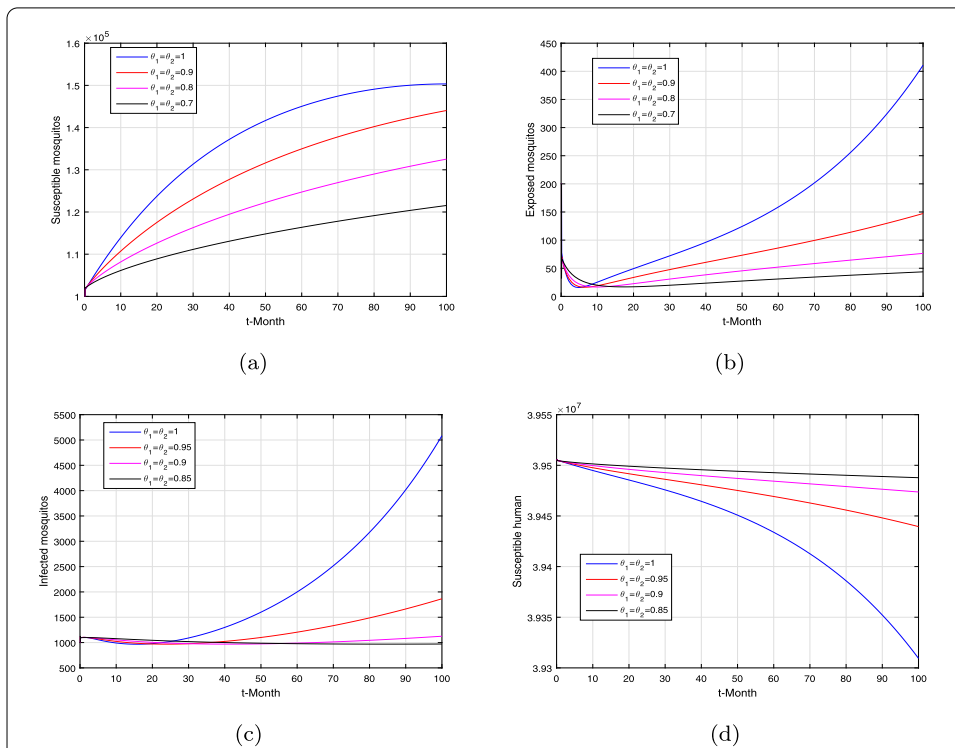 ×10⁵
1.6
1.5
1.4
1.3
1.2
1.1
1
Susceptible mosquitos
θ₁=θ₂=1
θ₁=θ₂=0.9
θ₁=θ₂=0.8
θ₁=θ₂=0.7
0 10 20 30 40 50 60 70 80 90 100
t-Month
(a)
450
400
350
300
250
200
150
100
50
0
Exposed mosquitos
θ₁=θ₂=1
θ₁=θ₂=0.9
θ₁=θ₂=0.8
θ₁=θ₂=0.7
0 10 20 30 40 50 60 70 80 90 100
t-Month
(b)
5500
5000
4500
4000
3500
3000
2500
2000
1500
1000
500
Infected mosquitos
θ₁=θ₂=1
θ₁=θ₂=0.95
θ₁=θ₂=0.9
θ₁=θ₂=0.85
0 10 20 30 40 50 60 70 80 90 100
t-Month
(c)
×10⁷
3.955
3.95
3.945
3.94
3.935
3.93
Susceptible human
θ₁=θ₂=1
θ₁=θ₂=0.95
θ₁=θ₂=0.9
θ₁=θ₂=0.85
0 10 20 30 40 50 60 70 80 90 100
t-Month
(d)